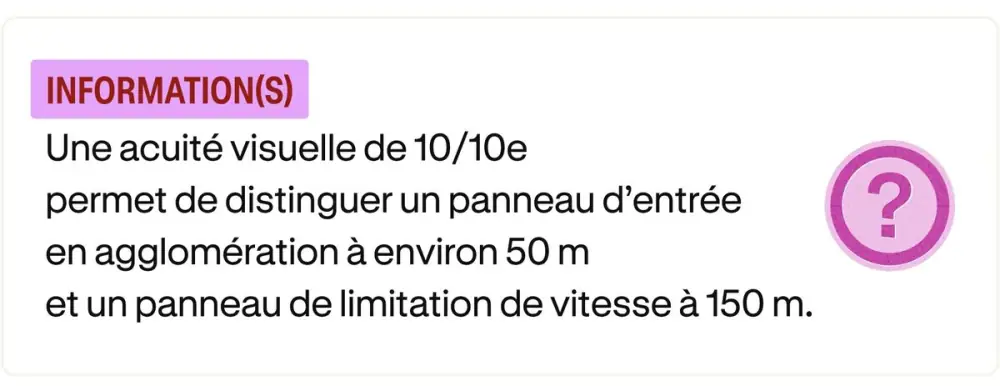 INFORMATION(S)
Une acuité visuelle de 10/10e
permet de distinguer un panneau d’entrée
en agglomération à environ 50 m
et un panneau de limitation de vitesse à 150 m.
?